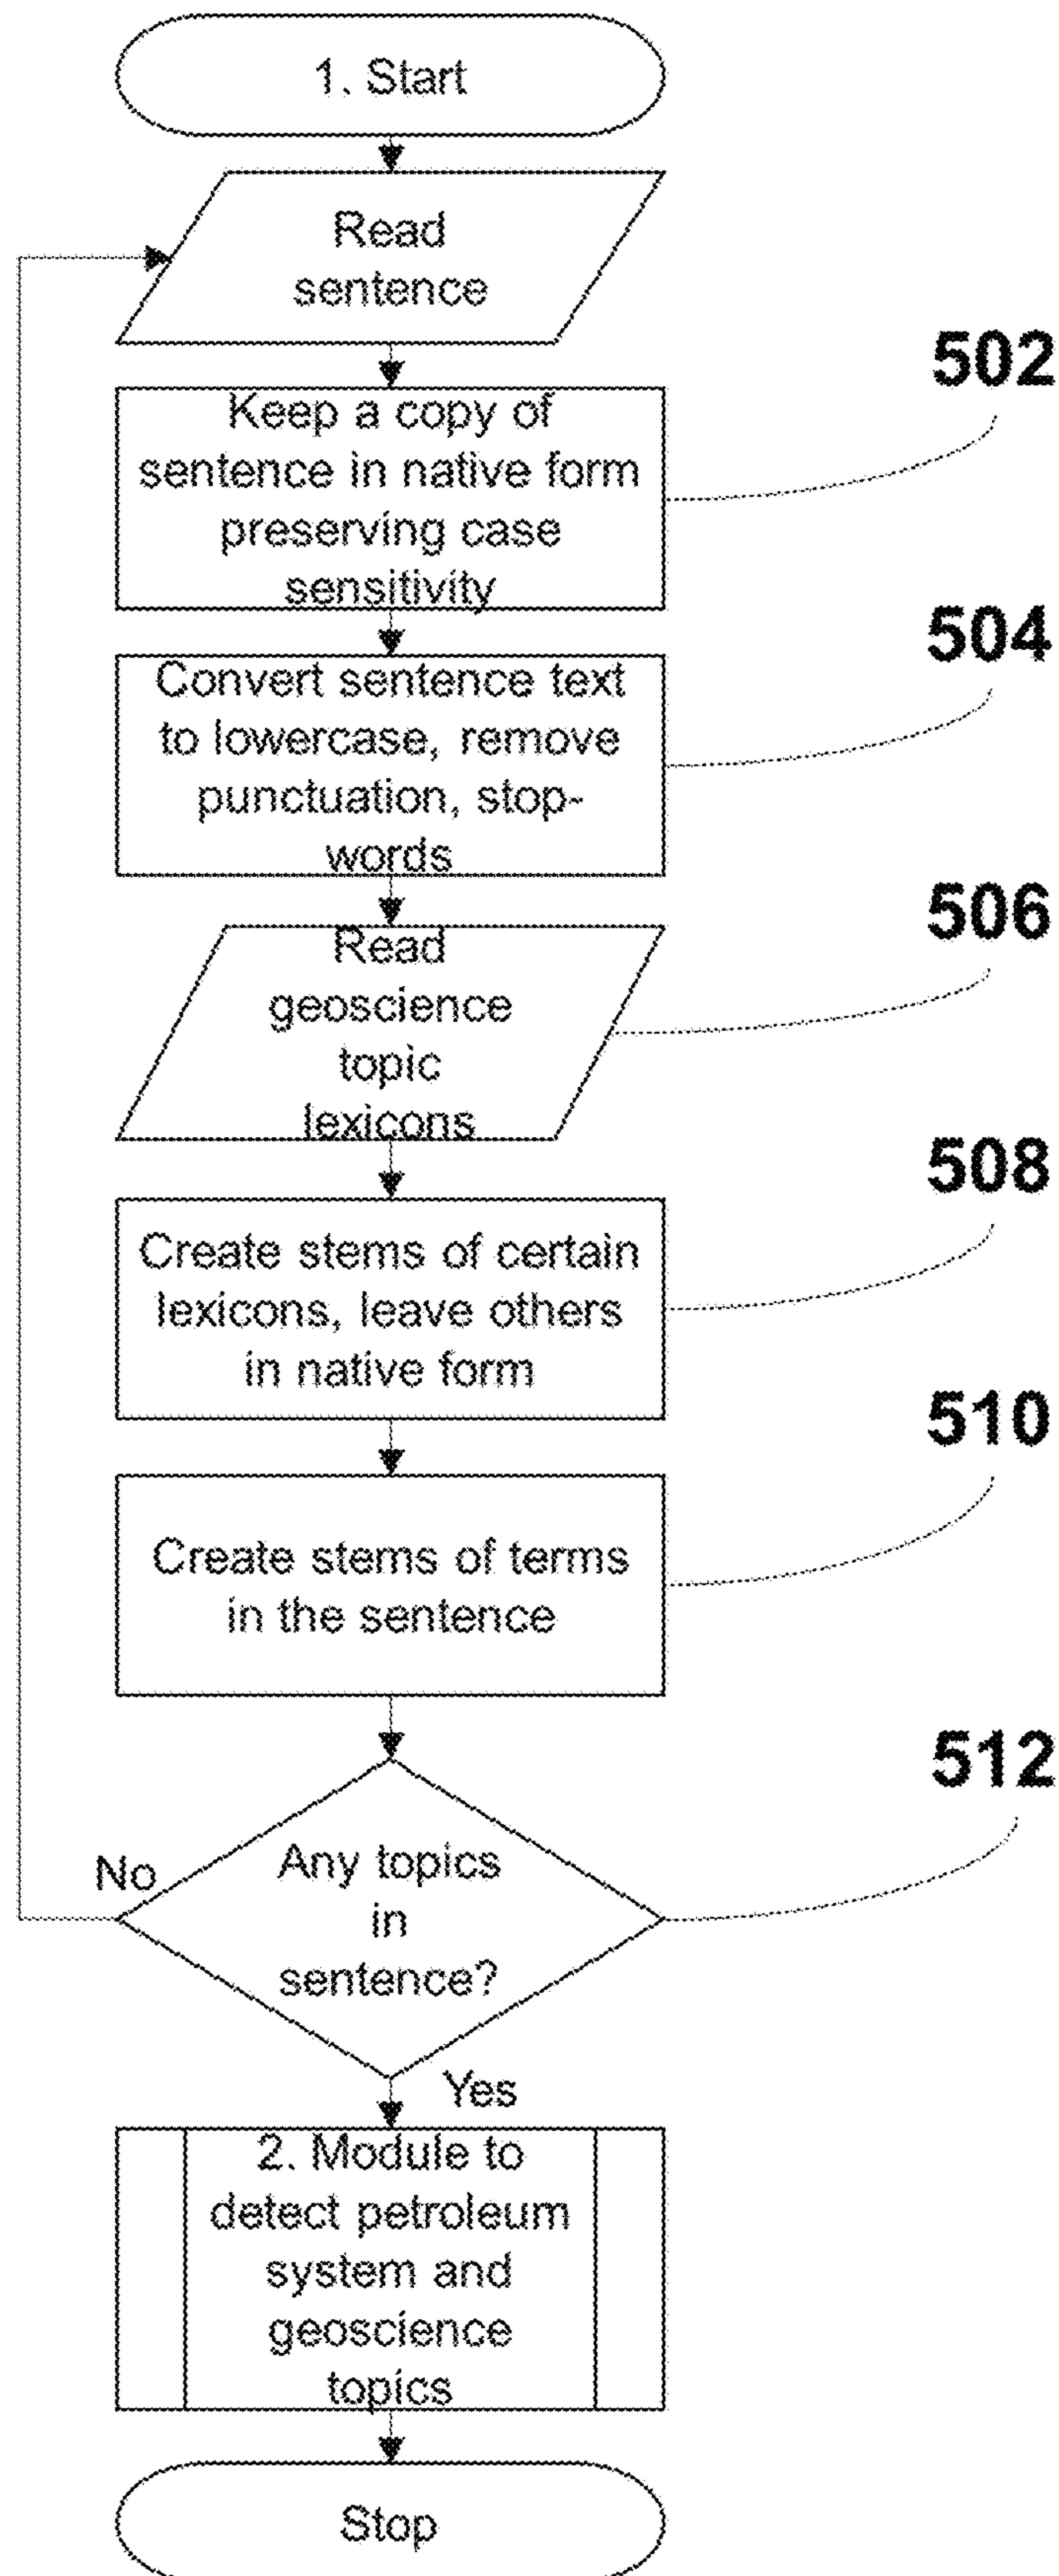 1. Start
Read
sentence
502
Keep a copy of
sentence in native form
preserving case
sensitivity
504
Convert sentence text
to lowercase, remove
punctuation, stop-
words
506
Read
geoscience
topic
lexicons
508
Create stems of certain
lexicons, leave others
in native form
510
Create stems of terms
in the sentence
512
Any topics
in
sentence?
No
Yes
2. Module to
detect petroleum
system and
geoscience
topics
Stop